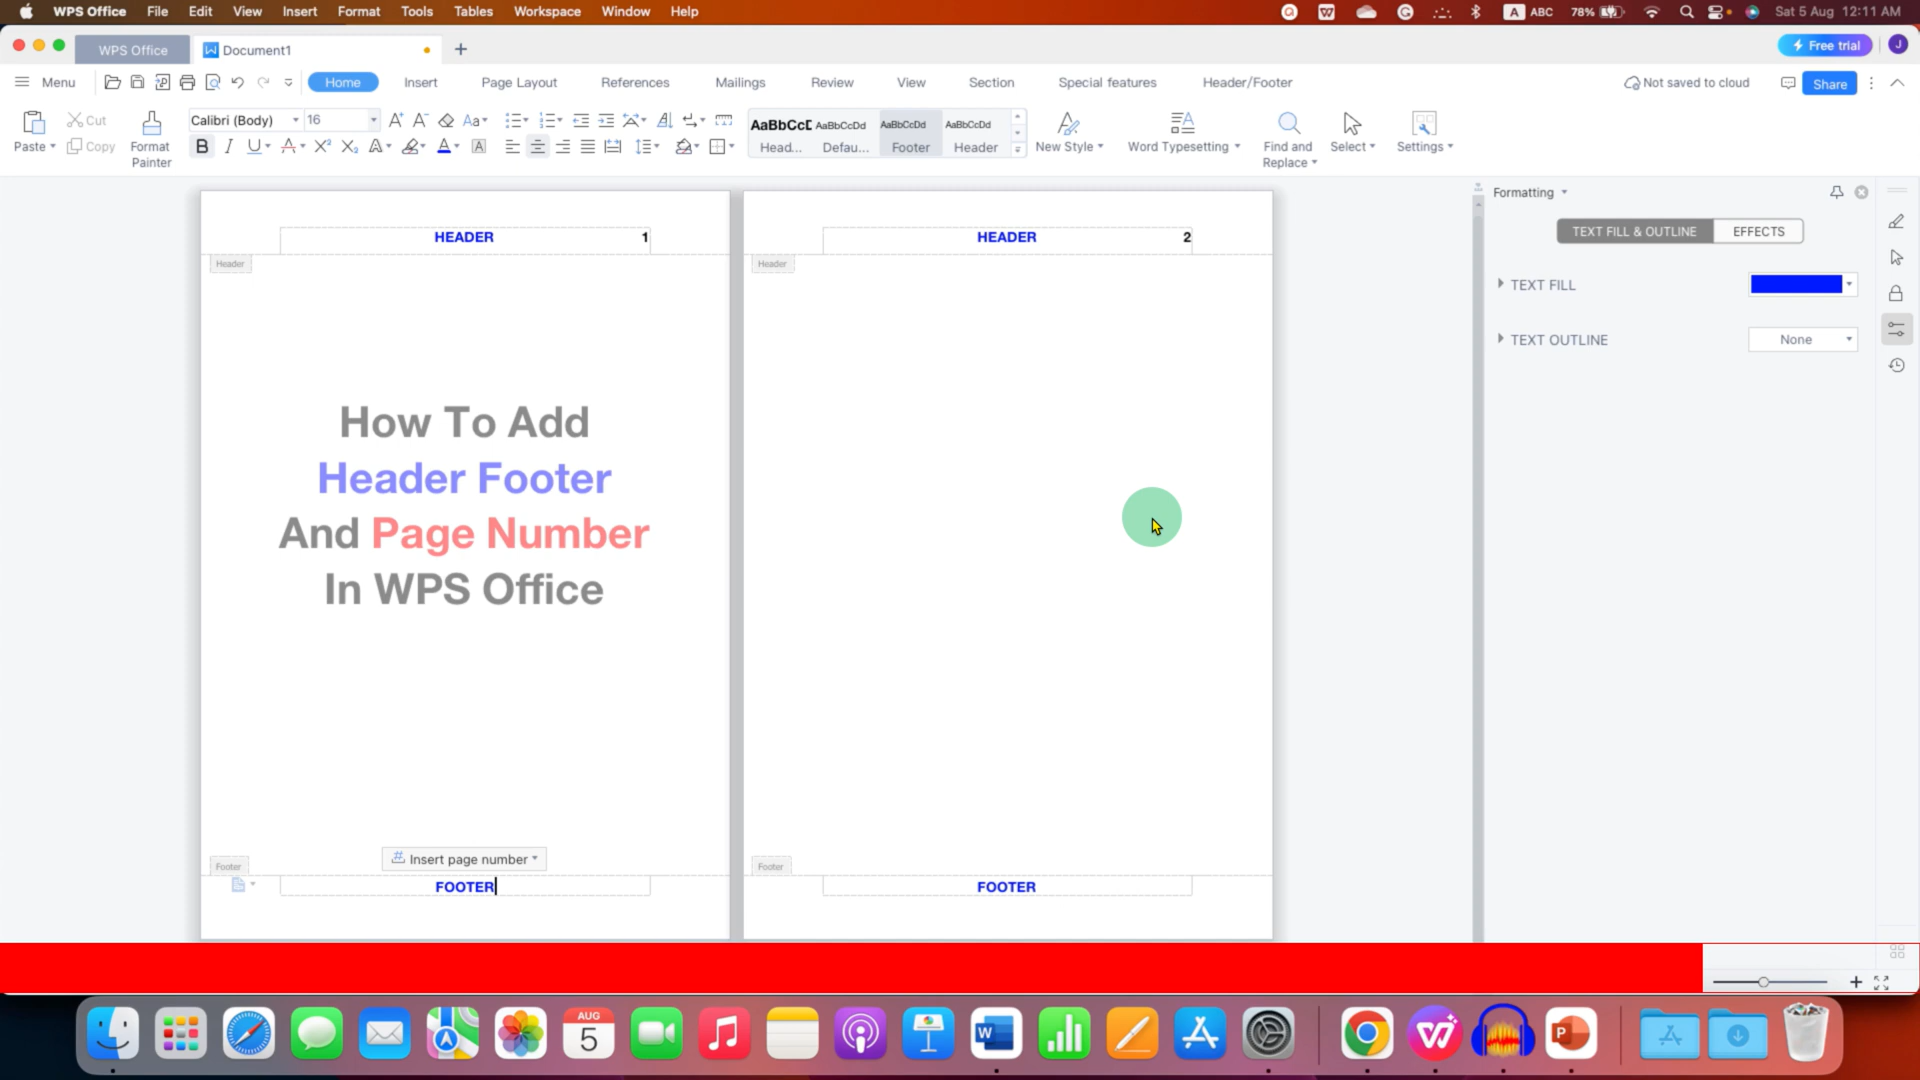 WPS Office File Edit View Insert Format Tools Tables Workspace Window Help A ABC 78% Sat 5 Aug 12:11 AM
WPS Office Document1 + Free trial J
Menu Home Insert Page Layout References Mailings Review View Section Special features Header/Footer Not saved to cloud Share
Cut Calibri (Body) 16 AaBbCcD AaBbCcDd AaBbCcDd AaBbCcDd
Paste Copy Format Painter Head... Defau... Footer Header New Style Word Typesetting Find and Replace Select Settings
Formatting
TEXT FILL & OUTLINE EFFECTS
TEXT FILL
TEXT OUTLINE None
HEADER 1
Header
How To Add
Header Footer
And Page Number
In WPS Office
Insert page number
Footer
FOOTER
HEADER 2
Header
Footer
FOOTER
AUG
5
W
P